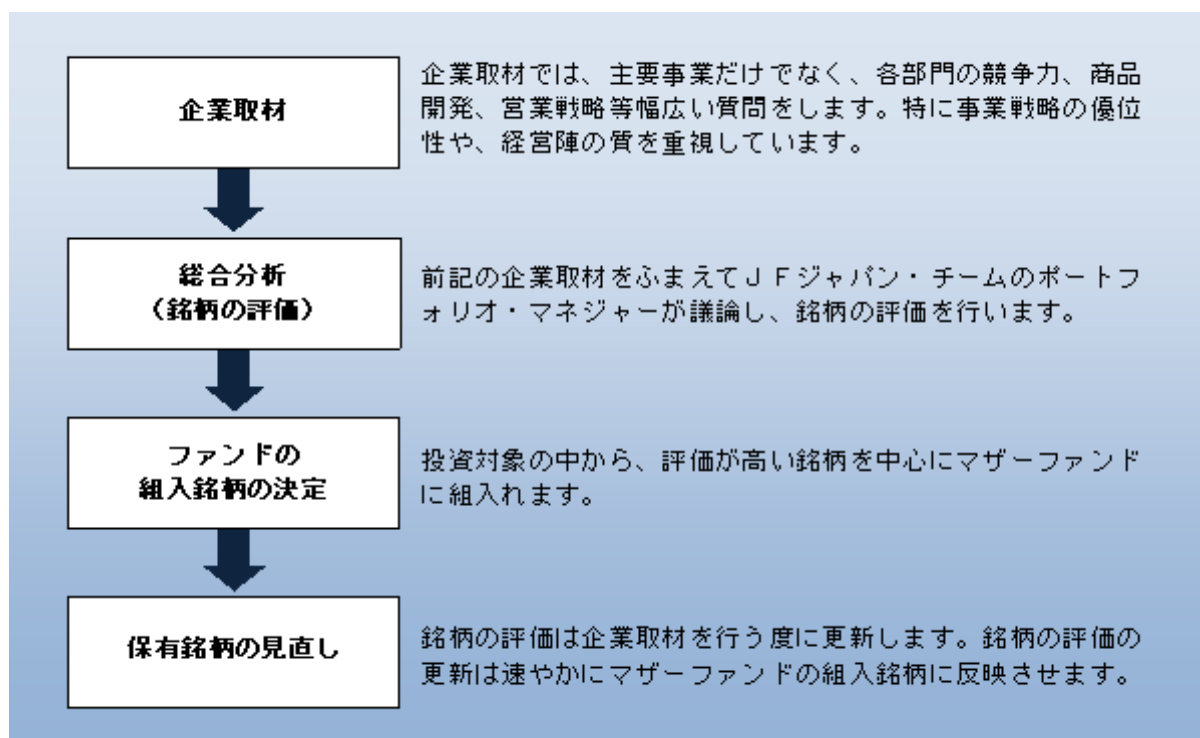 企業取材
企業取材では、主要事業だけでなく、各部門の競争力、商品
開発、営業戦略等幅広い質問をします。特に事業戦略の優位
性や、経営陣の質を重視しています。
総合分析
（銘柄の評価）
前記の企業取材をふまえてＪＦジャパン・チームのポートフ
ォリオ・マネジャーが議論し、銘柄の評価を行います。
ファンドの
組入銘柄の決定
投資対象の中から、評価が高い銘柄を中心にマザーファンド
に組入れます。
保有銘柄の見直し
銘柄の評価は企業取材を行う度に更新します。銘柄の評価の
更新は速やかにマザーファンドの組入銘柄に反映させます。